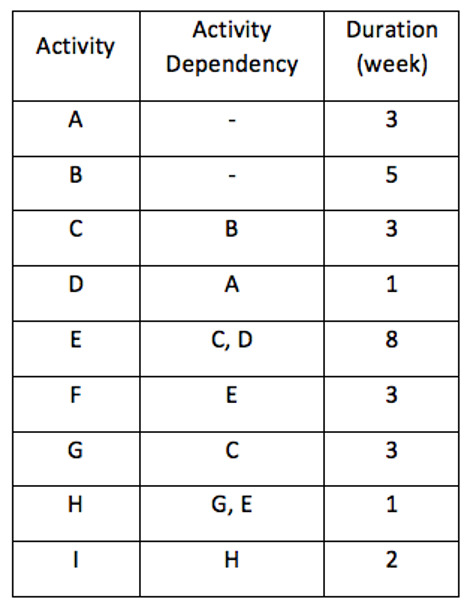 Activity Activity Dependency Duration (week)
A - 3
B - 5
C B 3
D A 1
E C, D 8
F E 3
G C 3
H G, E 1
I H 2